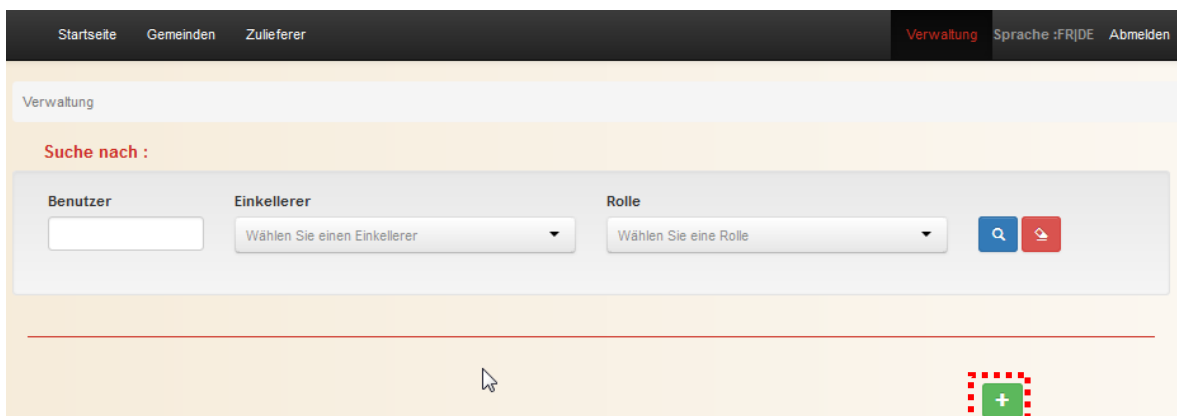 Startseite Gemeinden Zulieferer Verwaltung Sprache :FR|DE Abmelden
Verwaltung
Suche nach :
Benutzer Einkellerer Rolle
Wählen Sie einen Einkellerer Wählen Sie eine Rolle